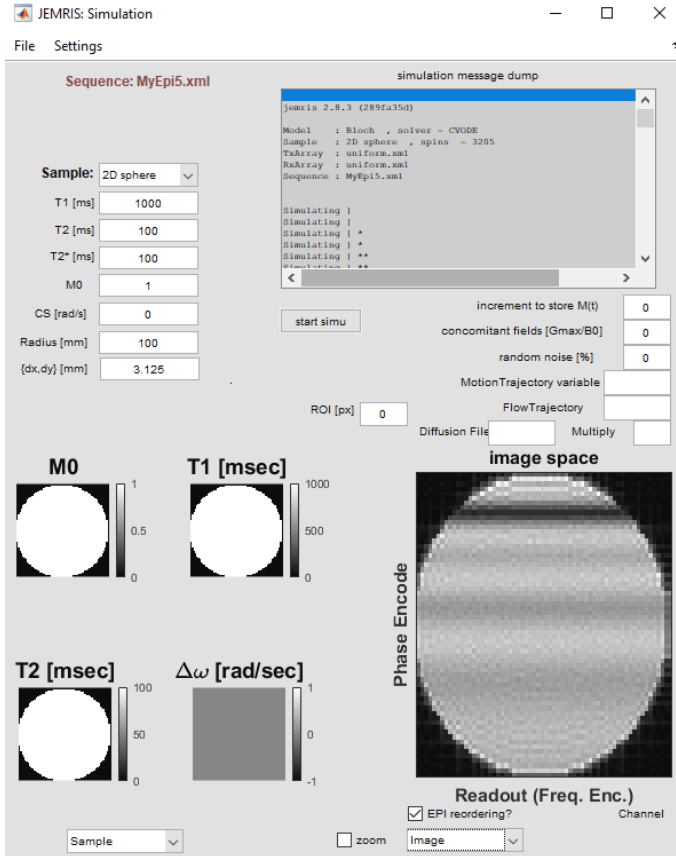 JEMRIS: Simulation
File Settings
Sequence: MyEpi5.xml
simulation message dump
jemris 2.8.3 (289fa35d)
Model : Bloch , solver - CVODE
Sample : 2D sphere , spins - 3205
TxArray : uniform.xml
RxArray : uniform.xml
Sequence : MyEpi5.xml
Simulating |
Simulating |
Simulating | *
Simulating | *
Simulating | **
Simulating | **
Sample: 2D sphere
T1 [ms] 1000
T2 [ms] 100
T2* [ms] 100
M0 1
CS [rad/s] 0
Radius [mm] 100
{dx,dy} [mm] 3.125
start simu
increment to store M(t) 0
concomitant fields [Gmax/B0] 0
random noise [%] 0
MotionTrajectory variable
ROI [px] 0
FlowTrajectory
Diffusion File
Multiply
M0
1
0.5
0
T1 [msec]
1000
500
0
T2 [msec]
100
50
0
Δω [rad/sec]
1
0
-1
image space
Phase Encode
Readout (Freq. Enc.)
EPI reordering?
Channel
Sample
zoom
Image